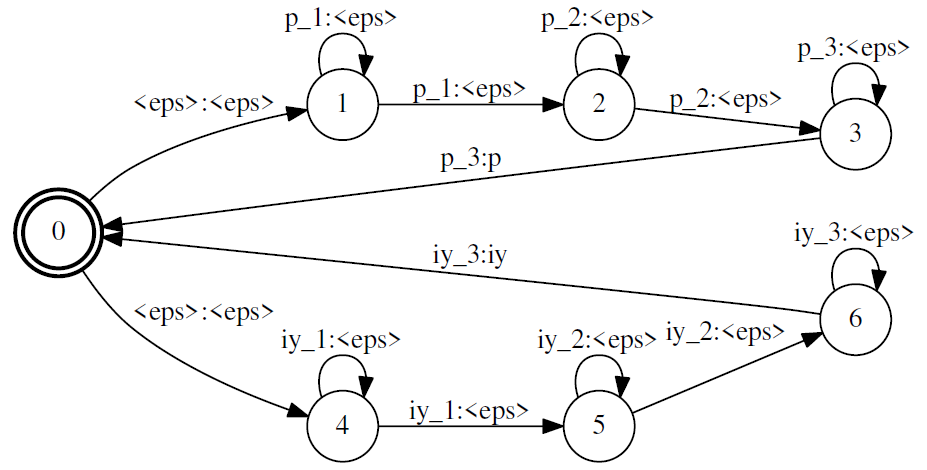 p_1:<eps>
p_2:<eps>
p_3:<eps>
<eps>:<eps>
1
p_1:<eps>
2
p_2:<eps>
3
p_3:p
0
iy_3:<eps>
iy_3:iy
<eps>:<eps>
6
iy_1:<eps>
iy_2:<eps>
iy_2:<eps>
4
iy_1:<eps>
5